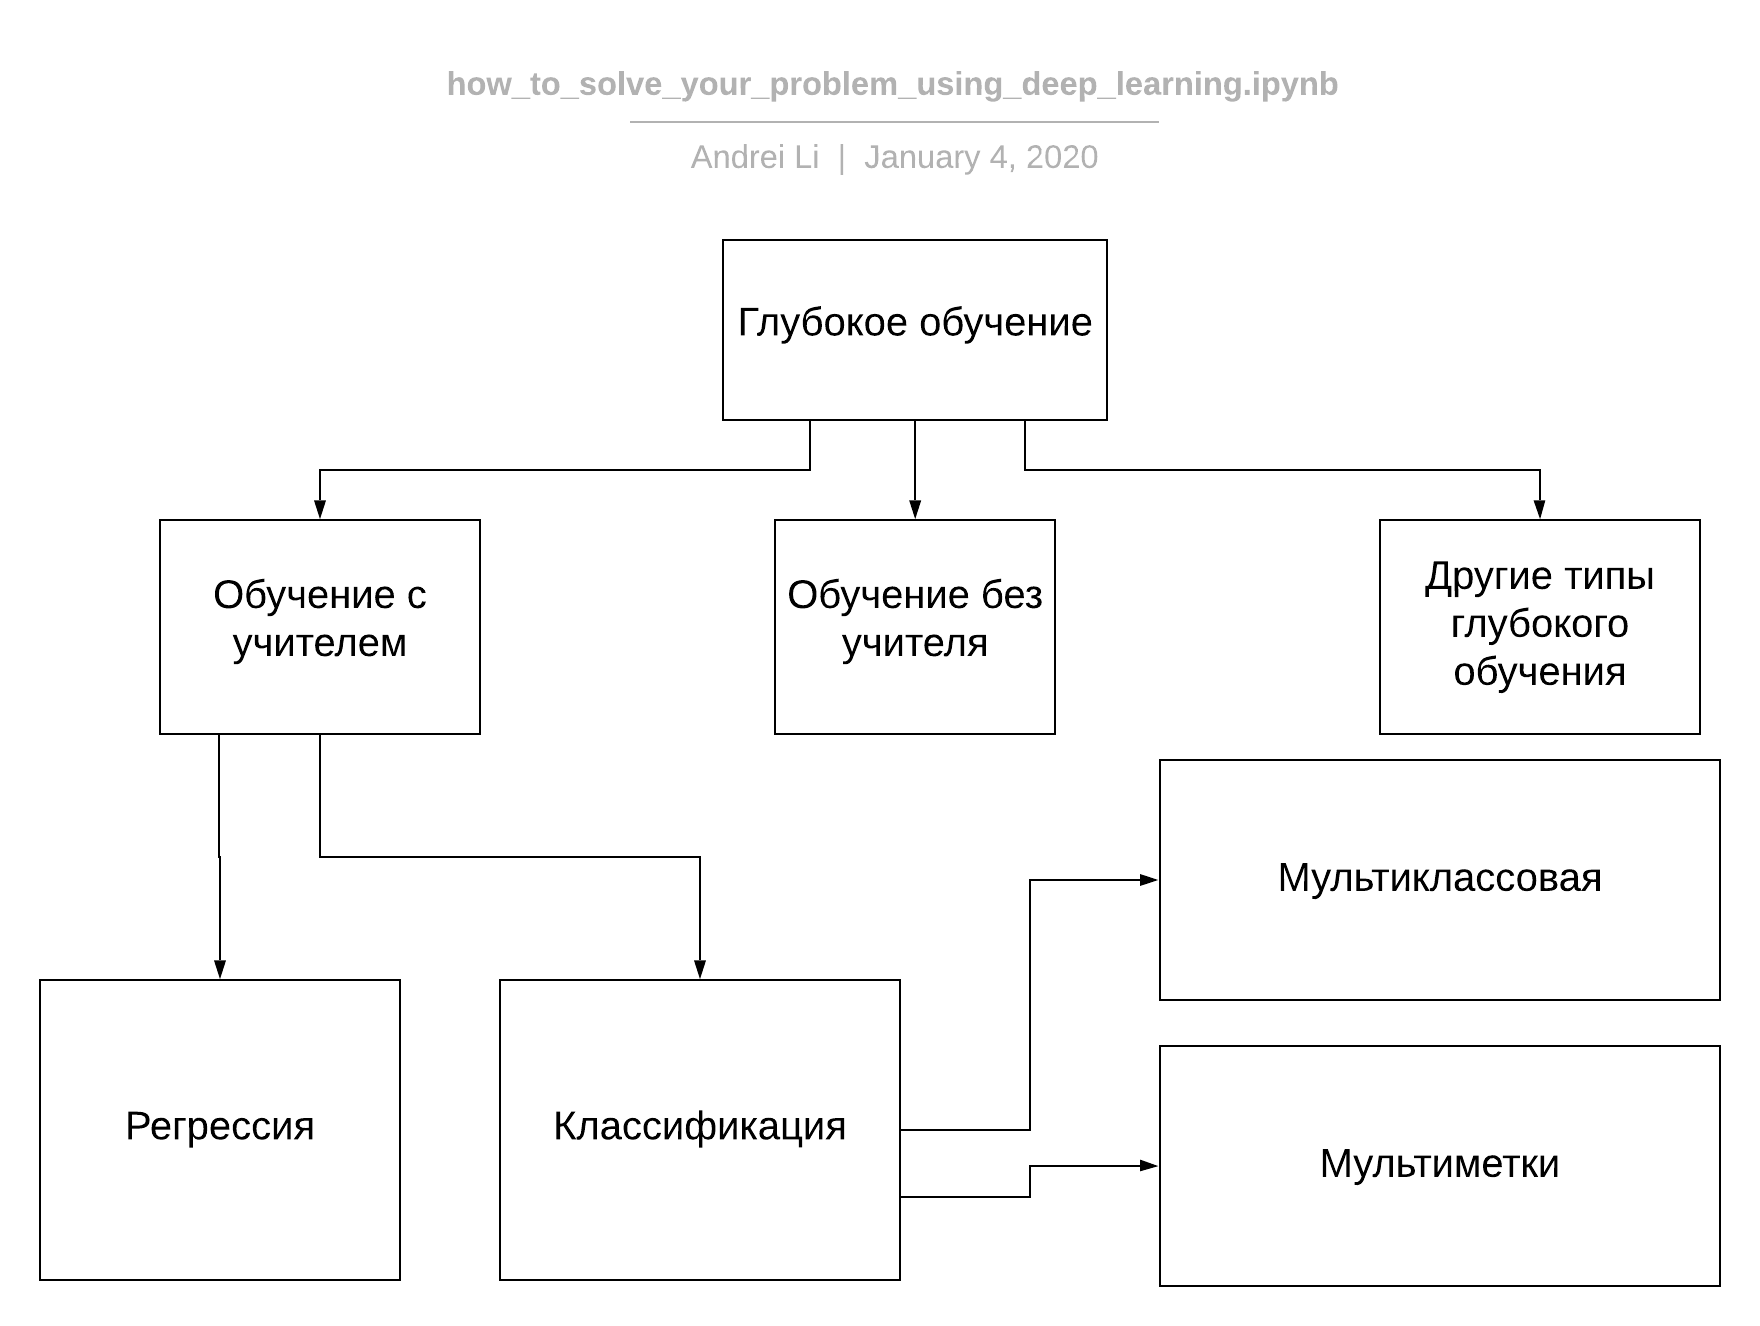 how_to_solve_your_problem_using_deep_learning.ipynb
Andrei Li | January 4, 2020
Глубокое обучение
Обучение с
учителем
Обучение без
учителя
Другие типы
глубокого
обучения
Мультиклассовая
Регрессия
Классификация
Мультиметки